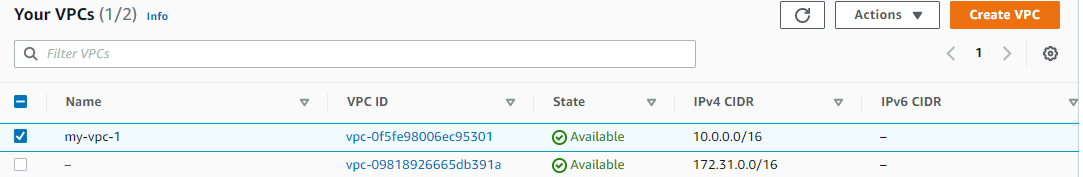 Your VPCs (1/2) Info
Actions
Create VPC
Filter VPCs
1
Name VPC ID State IPv4 CIDR IPv6 CIDR
my-vpc-1 vpc-0f5fe98006ec95301 Available 10.0.0.0/16 –
– vpc-09818926665db391a Available 172.31.0.0/16 –